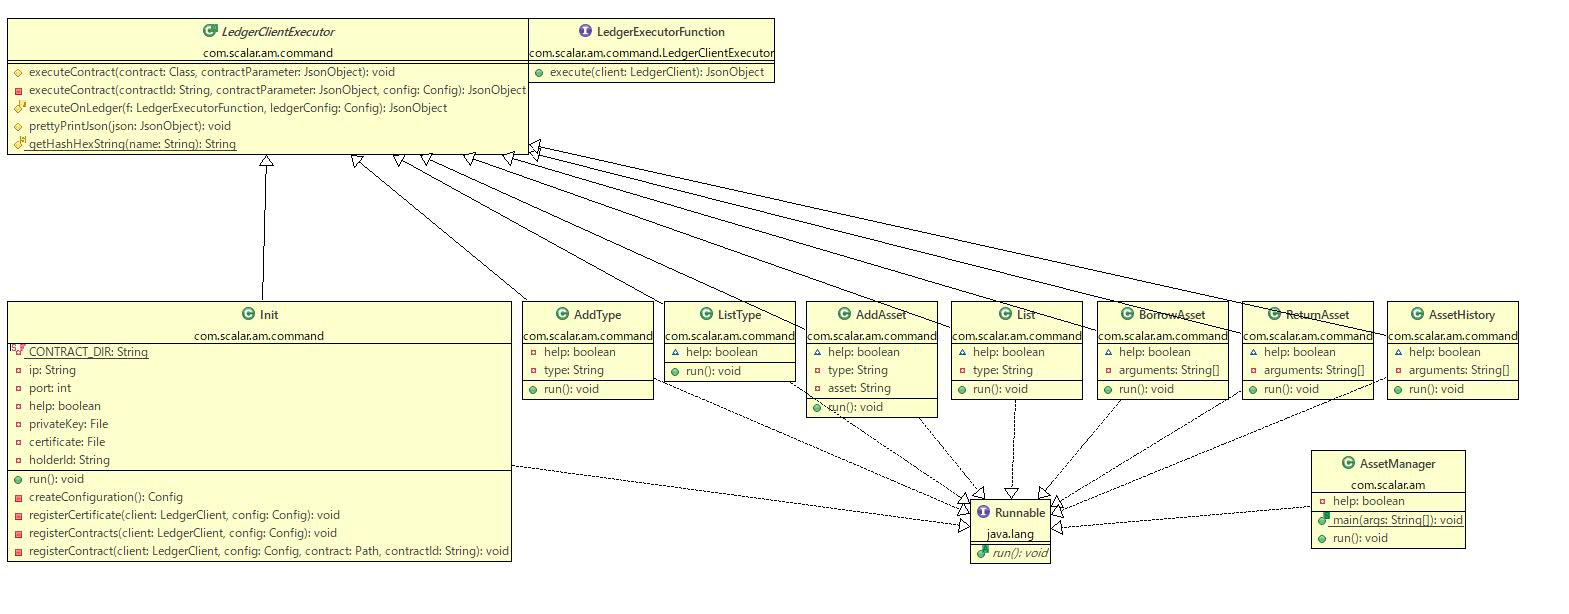 LedgerClientExecutor
com.scalar.am.command
executeContract(contract: Class, contractParameter: JsonObject): void
executeContract(contractId: String, contractParameter: JsonObject, config: Config): JsonObject
executeOnLedger(f: LedgerExecutorFunction, ledgerConfig: Config): JsonObject
prettyPrintJson(json: JsonObject): void
getHashHexString(name: String): String
LedgerExecutorFunction
com.scalar.am.command.LedgerClientExecutor
execute(client: LedgerClient): JsonObject
Init
com.scalar.am.command
CONTRACT_DIR: String
ip: String
port: int
help: boolean
privateKey: File
certificate: File
holderId: String
run(): void
createConfiguration(): Config
registerCertificate(client: LedgerClient, config: Config): void
registerContracts(client: LedgerClient, config: Config): void
registerContract(client: LedgerClient, config: Config, contract: Path, contractId: String): void
AddType
com.scalar.am.command
help: boolean
type: String
run(): void
ListType
com.scalar.am.command
help: boolean
run(): void
AddAsset
com.scalar.am.command
help: boolean
type: String
asset: String
run(): void
List
com.scalar.am.command
help: boolean
type: String
run(): void
BorrowAsset
com.scalar.am.command
help: boolean
arguments: String[]
run(): void
ReturnAsset
com.scalar.am.command
help: boolean
arguments: String[]
run(): void
AssetHistory
com.scalar.am.command
help: boolean
arguments: String[]
run(): void
Runnable
java.lang
run(): void
AssetManager
com.scalar.am
help: boolean
main(args: String[]): void
run(): void